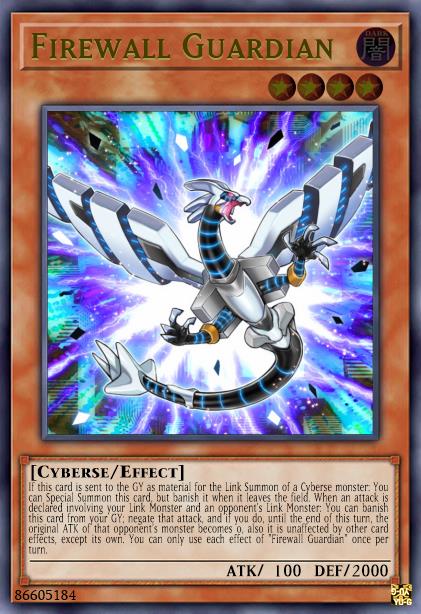 Firewall Guardian
DARK
闇
[Cyberse/Effect]
If this card is sent to the GY as material for the Link Summon of a Cyberse monster: You
can Special Summon this card, but banish it when it leaves the field. When an attack is
declared involving your Link Monster and an opponent's Link Monster: You can banish
this card from your GY; negate that attack, and if you do, until the end of this turn, the
original ATK of that opponent's monster becomes 0, also it is unaffected by other card
effects, except its own. You can only use each effect of "Firewall Guardian" once per
turn.
ATK/ 100 DEF/2000
86605184